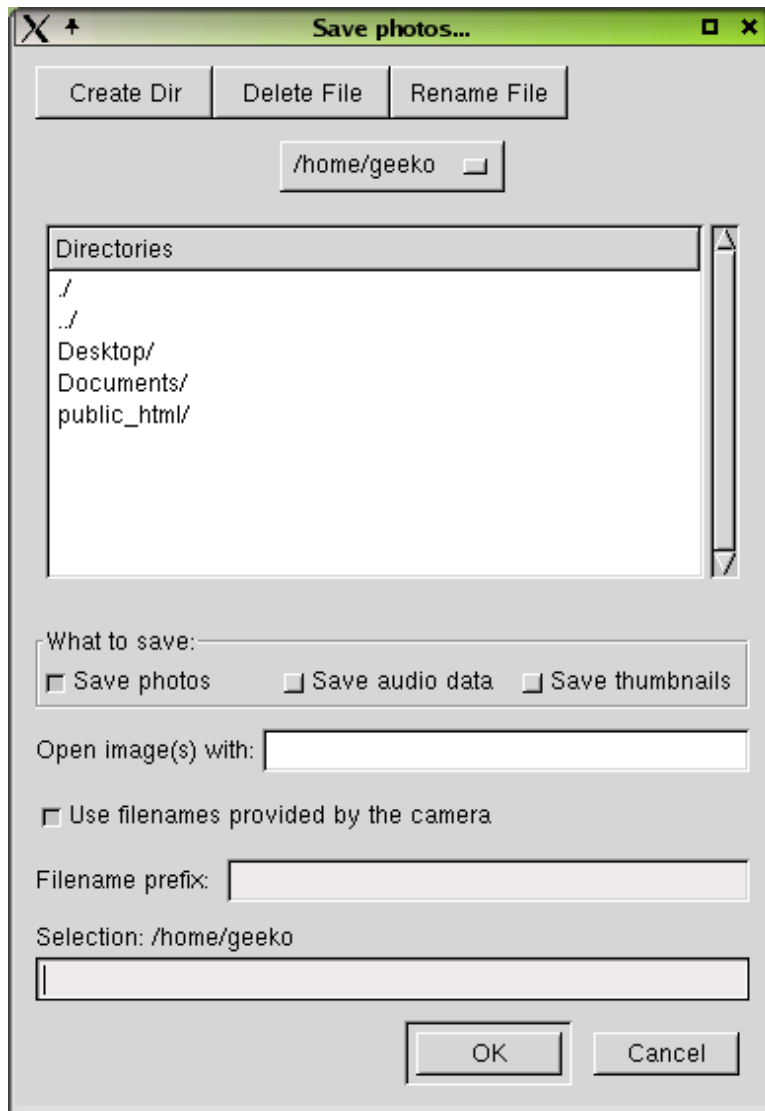 Save photos...
Create Dir Delete File Rename File
/home/geeko
Directories
./
../
Desktop/
Documents/
public_html/
What to save:
Save photos Save audio data Save thumbnails
Open image(s) with:
Use filenames provided by the camera
Filename prefix:
Selection: /home/geeko
OK Cancel